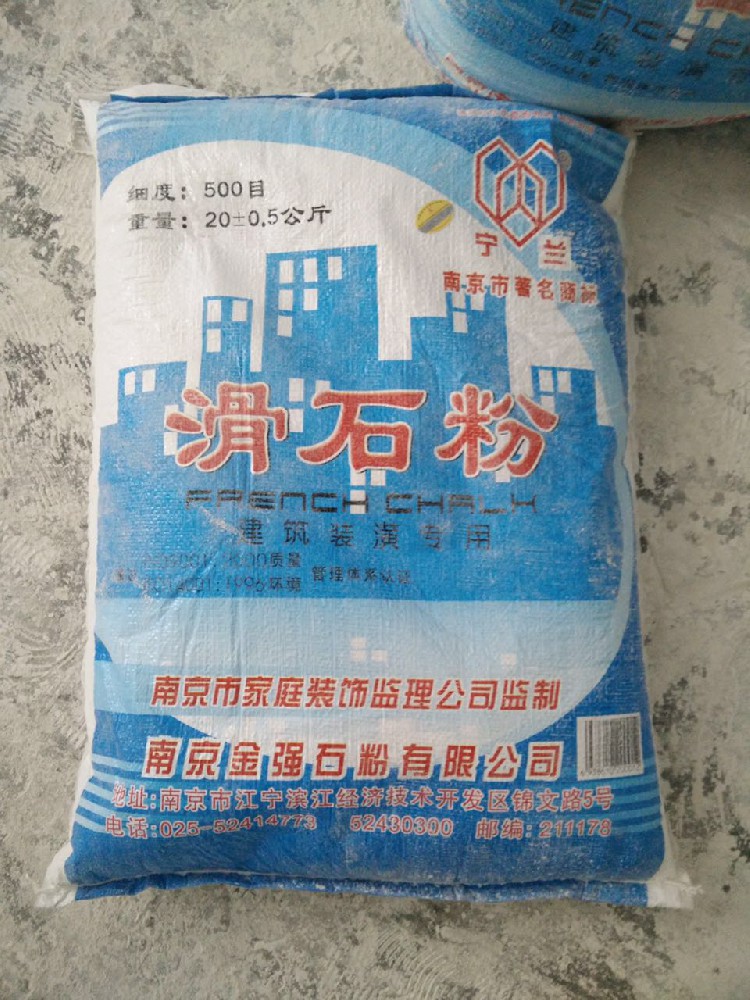 细度：500目
重量：20±0.5公斤
宁兰
®
南京市著名商标
滑石粉
FRENCH CHALK
建筑装潢专用
质量
环境
管理体系认证
南京市家庭装饰监理公司监制
南京金强石粉有限公司
地址:南京市江宁滨江经济技术开发区锦文路5号
电话:025-52414773 52430300 邮编:211178
FRENCH C
建筑装潢